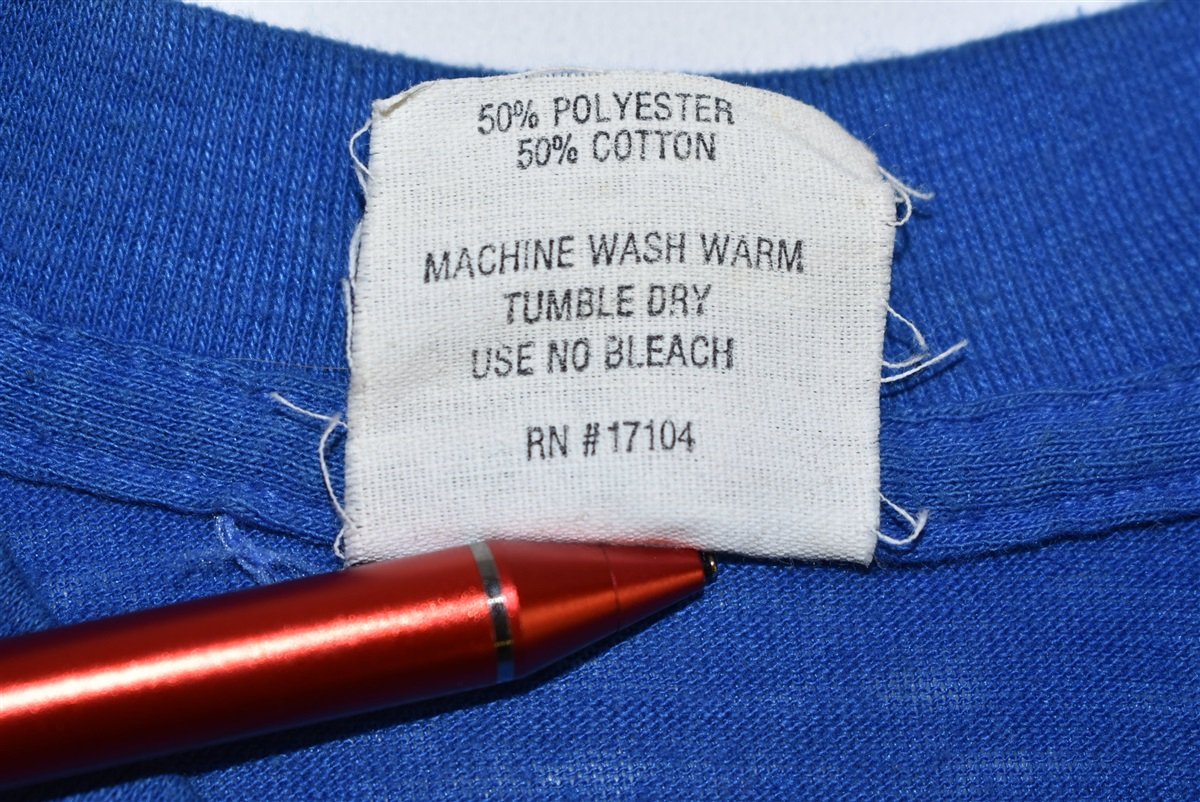 50% POLYESTER
50% COTTON
MACHINE WASH WARM
TUMBLE DRY
USE NO BLEACH
RN #17104